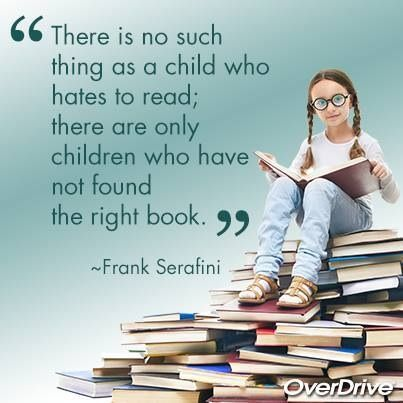 “ There is no such
thing as a child who
hates to read;
there are only
children who have
not found
the right book. ”
~Frank Serafini
OverDrive